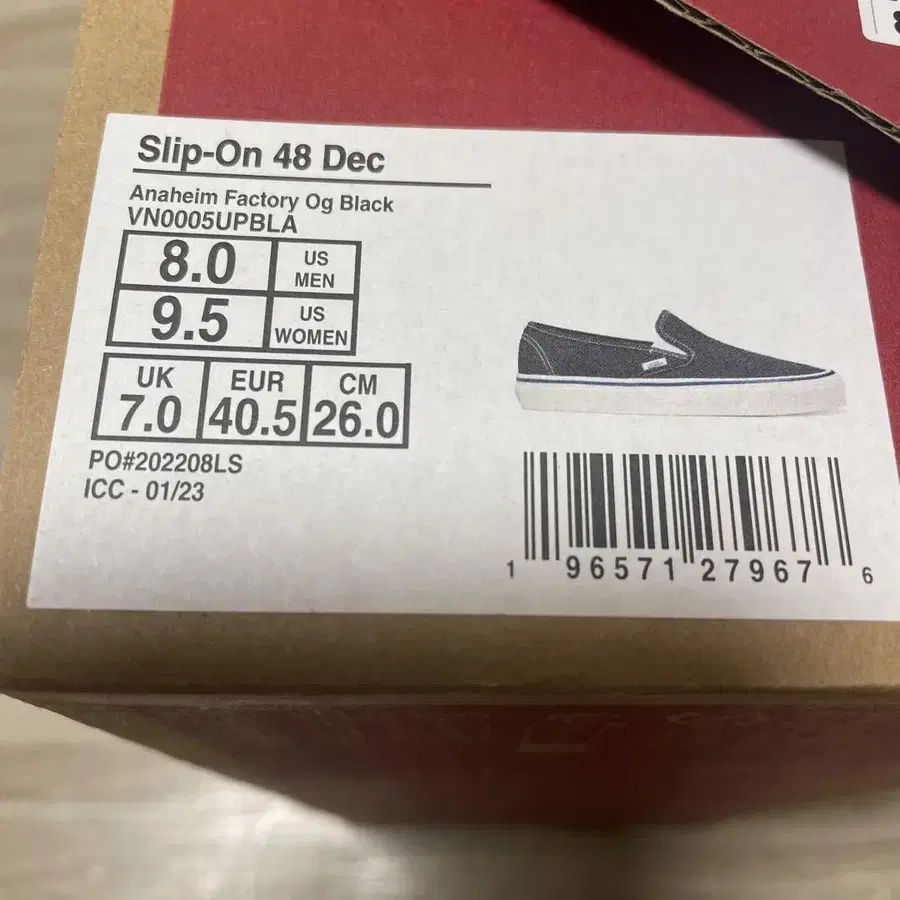 Slip-On 48 Dec
Anaheim Factory Og Black
VN0005UPBLA
8.0 US MEN
9.5 US WOMEN
UK EUR CM
7.0 40.5 26.0
PO#202208LS
ICC - 01/23
1 96571 27967 6